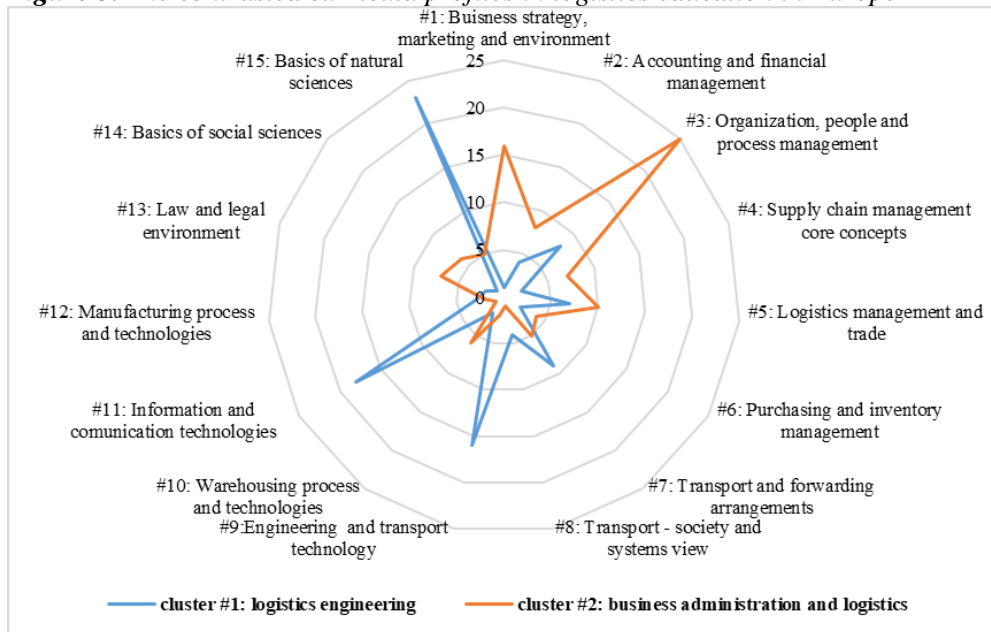 #1: Buisness strategy,
marketing and environment
#2: Accounting and financial
management
#3: Organization, people and
process management
#4: Supply chain management
core concepts
#5: Logistics management and
trade
#6: Purchasing and inventory
management
#7: Transport and forwarding
arrangements
#8: Transport - society and
systems view
#9:Engineering and transport
technology
#10: Warehousing process
and technologies
#11: Information and
comunication technologies
#12: Manufacturing process
and technologies
#13: Law and legal
environment
#14: Basics of social sciences
#15: Basics of natural
sciences
25
20
15
10
5
0
cluster #1: logistics engineering
cluster #2: business administration and logistics